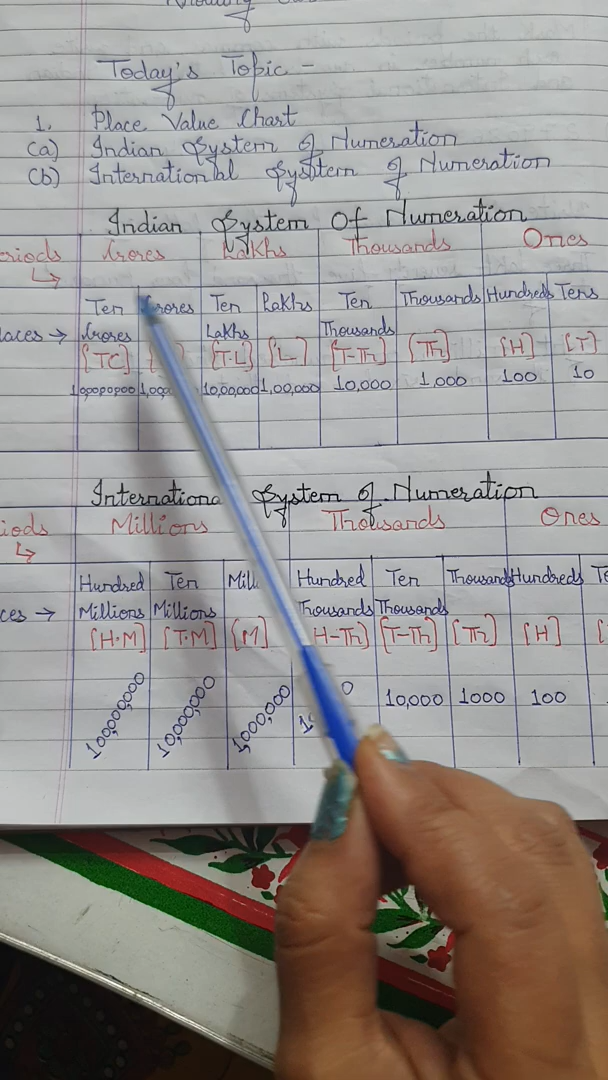 Today's Topic -
1. Place Value Chart
(a) Indian System of Numeration
(b) International System of Numeration
Indian System Of Numeration
Crores Lakhs Thousands Ones
Ten Crores Ten Lakhs Ten Thousands Hundreds Tens
Crores Lakhs Thousands
[TC] [T-L] [L] [T-Th] [Th] [H] [T]
10,00,000 1,00,000 10,000 1,000 100 10
System of Numeration
Millions Thousands Ones
Hundred Ten Hundred Ten Thousands Hundreds
Millions Millions Thousands Thousands
[H.M] [T.M] [M] H-Th] [T-Th] [Th] [H]
100,000,000 10,000,000 1,000,000 10,000 1000 100